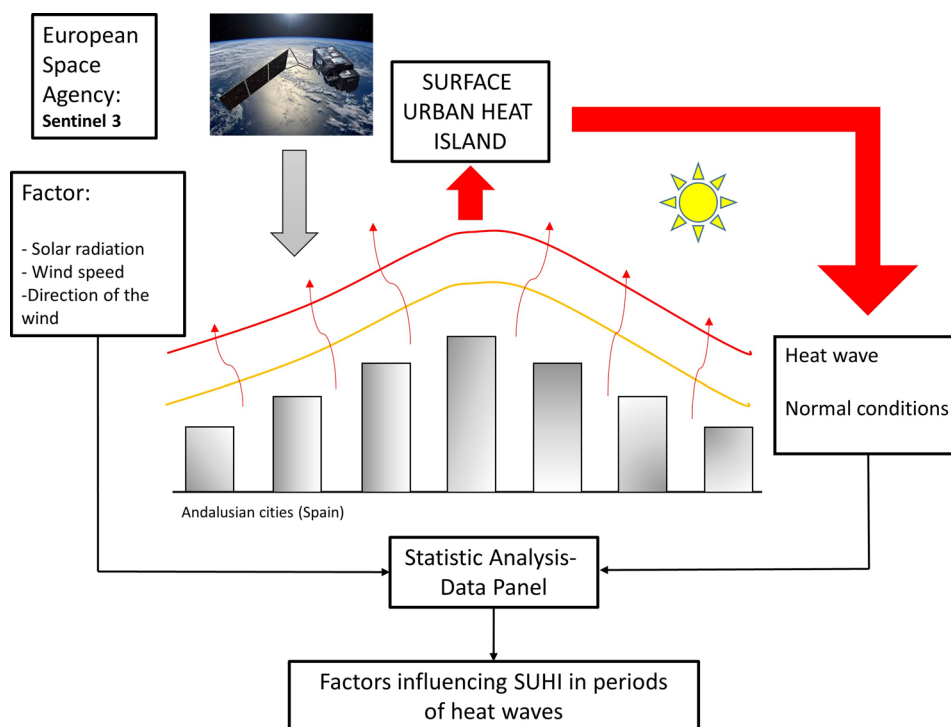 European
Space
Agency:
Sentinel 3
SURFACE
URBAN HEAT
ISLAND
Factor:
- Solar radiation
- Wind speed
-Direction of the
wind
Heat wave
Normal conditions
Andalusian cities (Spain)
Statistic Analysis-
Data Panel
Factors influencing SUHI in periods
of heat waves